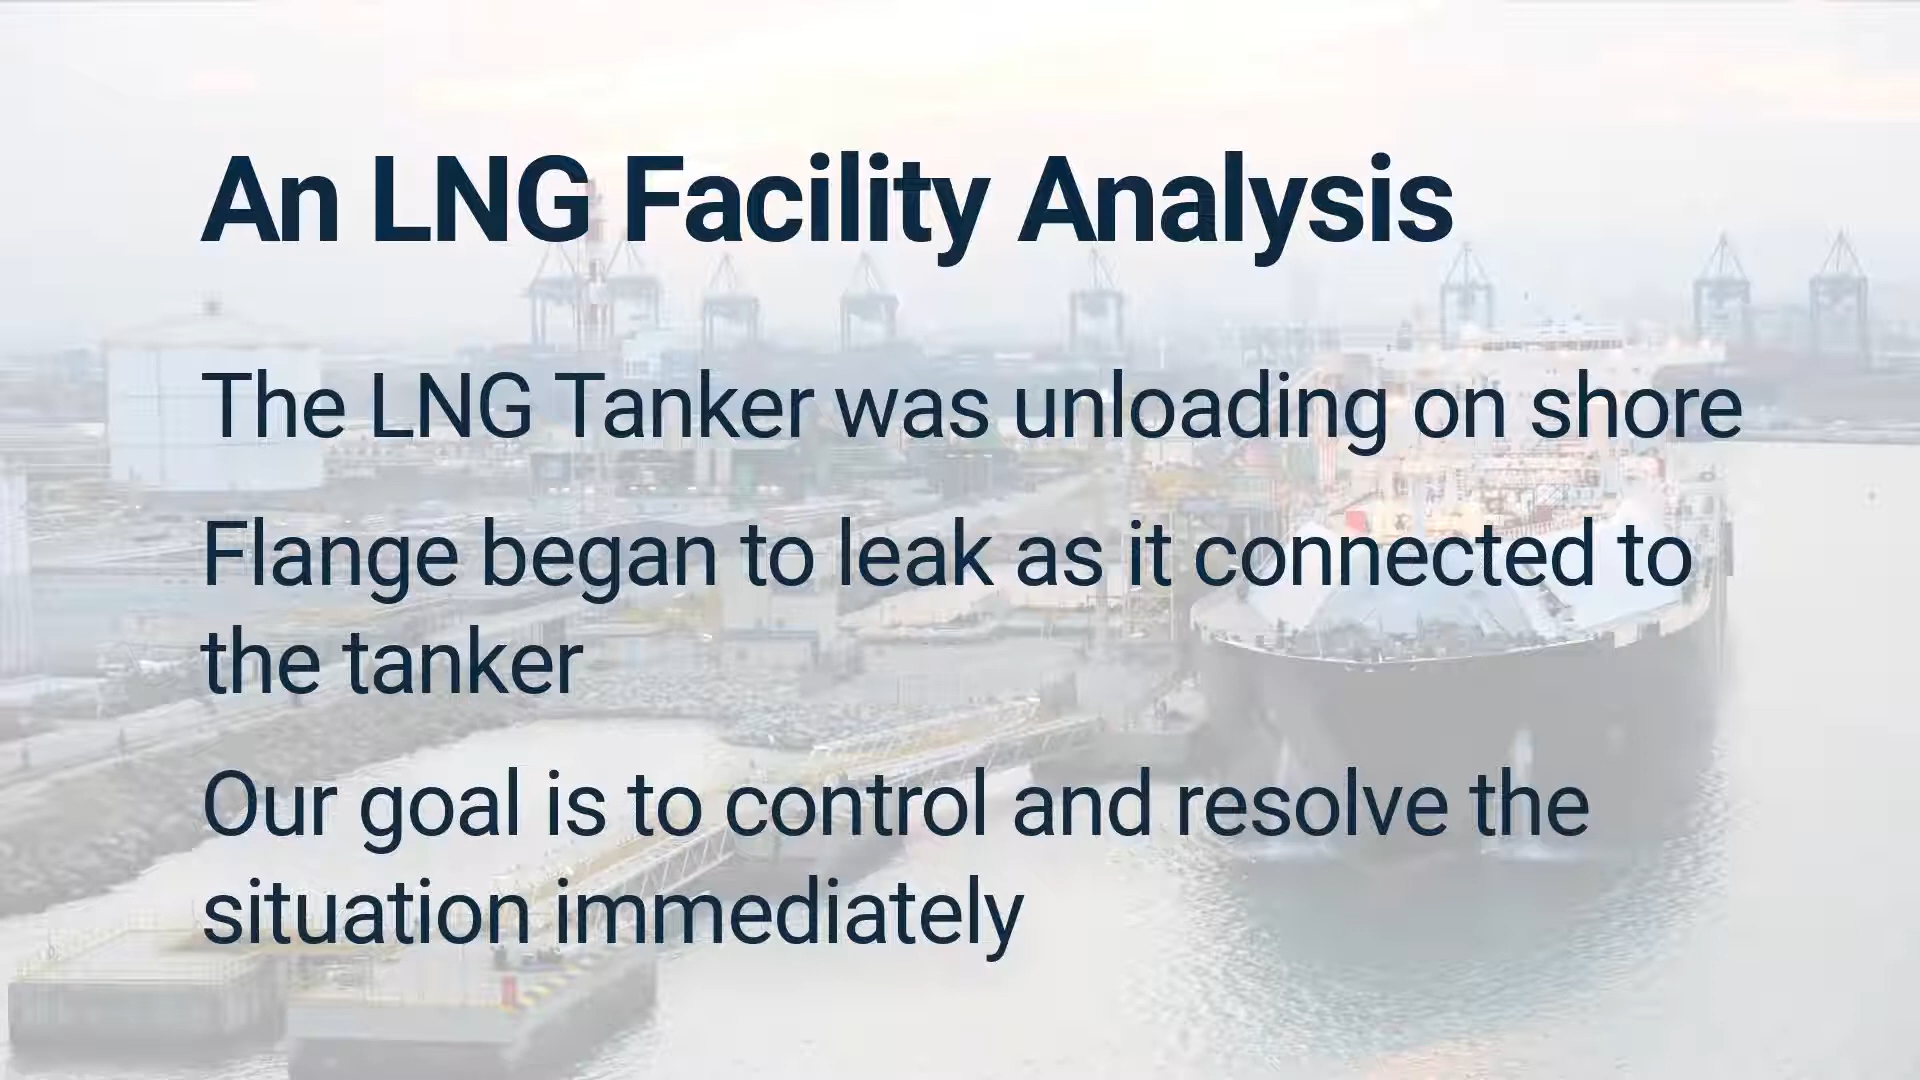 An LNG Facility Analysis
The LNG Tanker was unloading on shore
Flange began to leak as it connected to
the tanker
Our goal is to control and resolve the
situation immediately